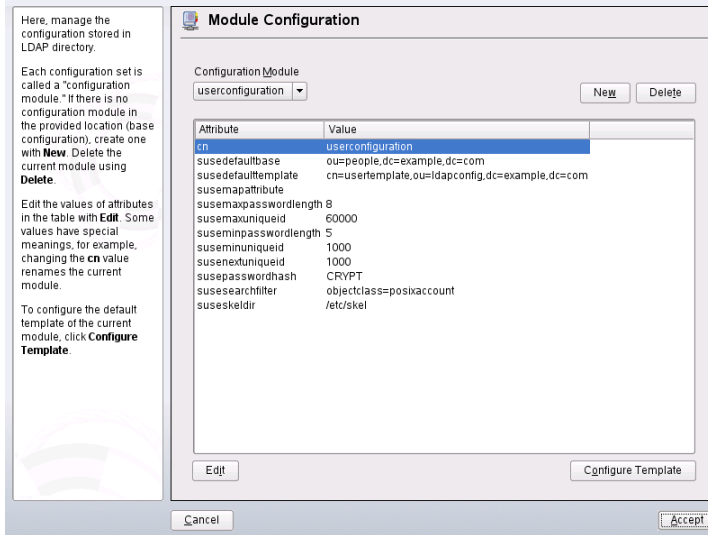 Here, manage the
configuration stored in
LDAP directory.
Each configuration set is
called a "configuration
module." If there is no
configuration module in
the provided location (base
configuration), create one
with New. Delete the
current module using
Delete.
Edit the values of attributes
in the table with Edit. Some
values have special
meanings, for example,
changing the cn value
renames the current
module.
To configure the default
template of the current
module, click Configure
Template.
Module Configuration
Configuration Module
userconfiguration
New Delete
Attribute Value
cn userconfiguration
susedefaultbase ou=people,dc=example,dc=com
susedefaulttemplate cn=usertemplate,ou=ldapconfig,dc=example,dc=com
susemapattribute
susemaxpasswordlength 8
susemaxuniqueid 60000
suseminpasswordlength 5
suseminuniqueid 1000
susenextuniqueid 1000
susepasswordhash CRYPT
susesearchfilter objectclass=posixaccount
suseskeldir /etc/skel
Edit Configure Template
Cancel Accept